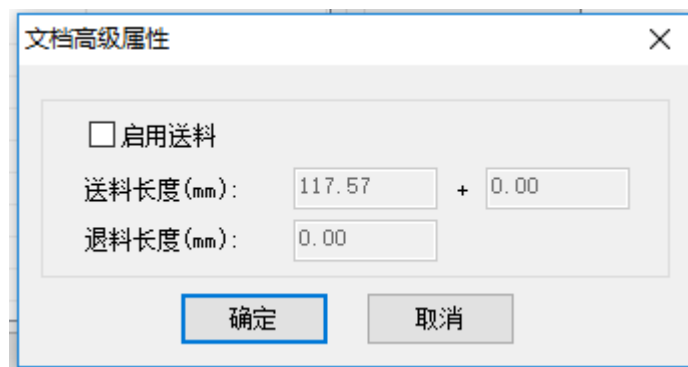 文档高级属性
启用送料
送料长度(mm): 117.57 + 0.00
退料长度(mm): 0.00
确定 取消